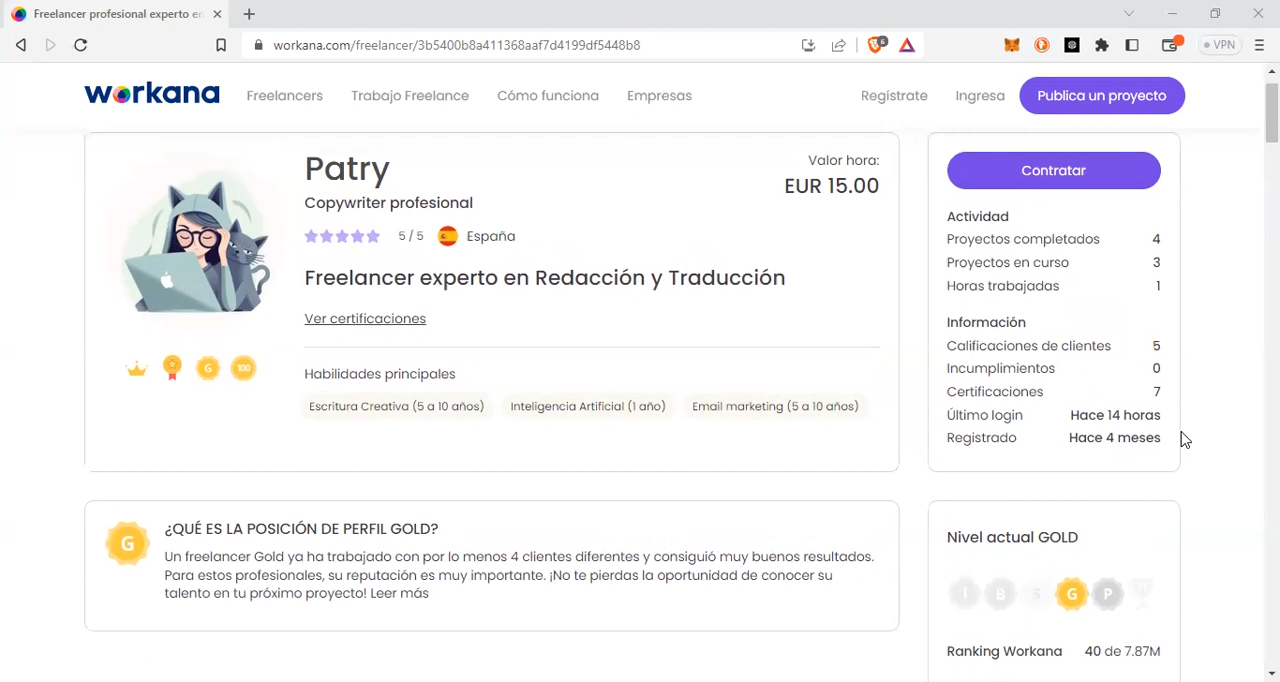 Freelancer profesional experto en
workana.com/freelancer/3b5400b8a411368aaf7d4199df5448b8
6
VPN
workana
Freelancers
Trabajo Freelance
Cómo funciona
Empresas
Regístrate
Ingresa
Publica un proyecto
Patry
Copywriter profesional
5 / 5
España
Freelancer experto en Redacción y Traducción
Ver certificaciones
Valor hora:
EUR 15.00
G
100
Habilidades principales
Escritura Creativa (5 a 10 años)
Inteligencia Artificial (1 año)
Email marketing (5 a 10 años)
Contratar
Actividad
Proyectos completados 4
Proyectos en curso 3
Horas trabajadas 1
Información
Calificaciones de clientes 5
Incumplimientos 0
Certificaciones 7
Último login Hace 14 horas
Registrado Hace 4 meses
G
¿QUÉ ES LA POSICIÓN DE PERFIL GOLD?
Un freelancer Gold ya ha trabajado con por lo menos 4 clientes diferentes y consiguió muy buenos resultados.
Para estos profesionales, su reputación es muy importante. ¡No te pierdas la oportunidad de conocer su
talento en tu próximo proyecto! Leer más
Nivel actual GOLD
I B S G P
Ranking Workana 40 de 7.87M